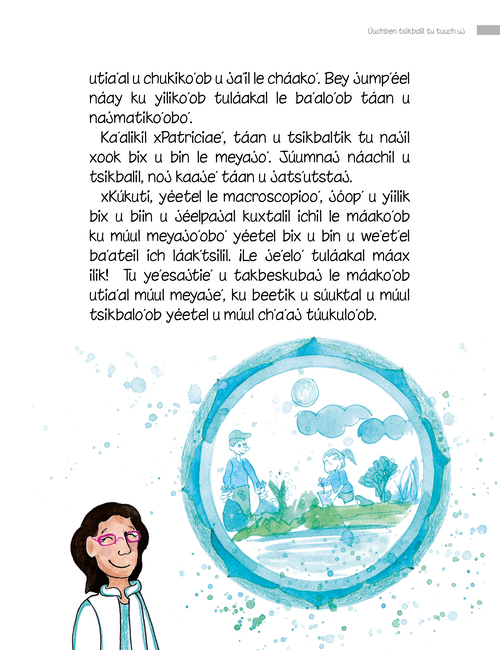 Úuchben tsikbalil tu tuuch uj
utia'al u chukiko'ob u ja'il le cháako'. Bey jump'éel
náay ku yiliko'ob tuláakal le ba'alo'ob táan u
najmatiko'obo'.
Ka'alikil xPatriciae', táan u tsikbaltik tu najil
xook bix u bin le meyajo'. Júumnaj náachil u
tsikbalil, noj kaaje' táan u jats'utstaj.
xKúkuti, yéetel le macroscopioo', jóop' u yiilik
bix u biin u jéelpajal kuxtalil ichil le máako'ob
ku múul meyajo'obo' yéetel bix u bin u we'et'el
ba'ateil ich láak'tsilil. ¡Le je'elo' tuláakal máax
ilik! Tu ye'esajtie' u takbeskubaj le máako'ob
utia'al múul meyaje', ku beetik u súuktal u múul
tsikbalo'ob yéetel u múul ch'a'aj túukulo'ob.